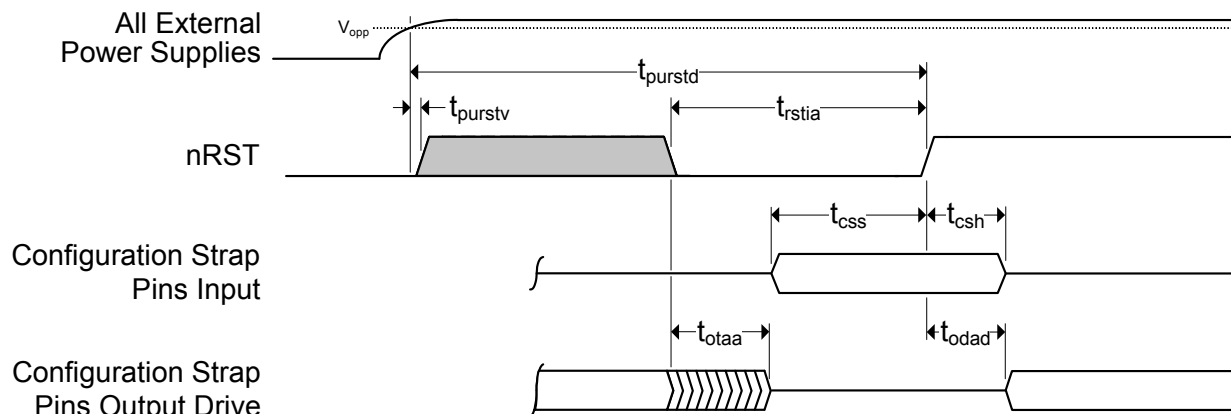 All External
Power Supplies
Vopp
tpurstd
tpurstv
trstia
nRST
tcss
tcsh
Configuration Strap
Pins Input
totaa
todad
Configuration Strap
Pins Output Drive